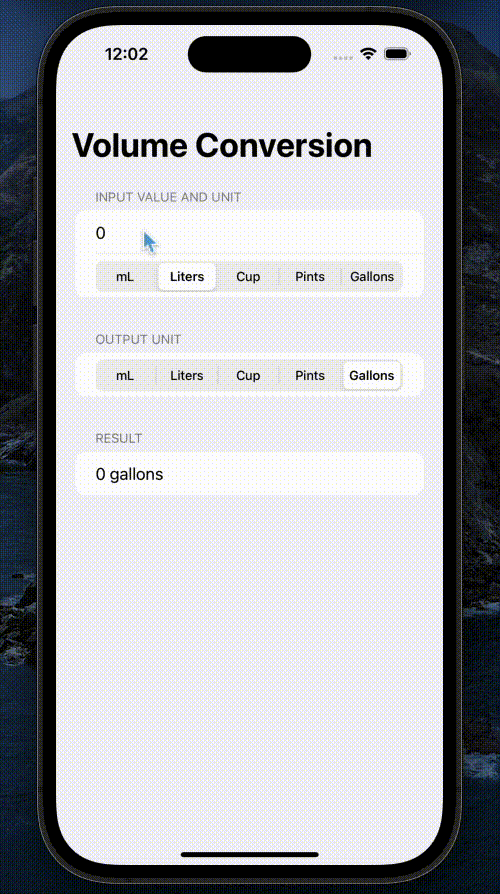 12:02
Volume Conversion
INPUT VALUE AND UNIT
0
mL Liters Cup Pints Gallons
OUTPUT UNIT
mL Liters Cup Pints Gallons
RESULT
0 gallons